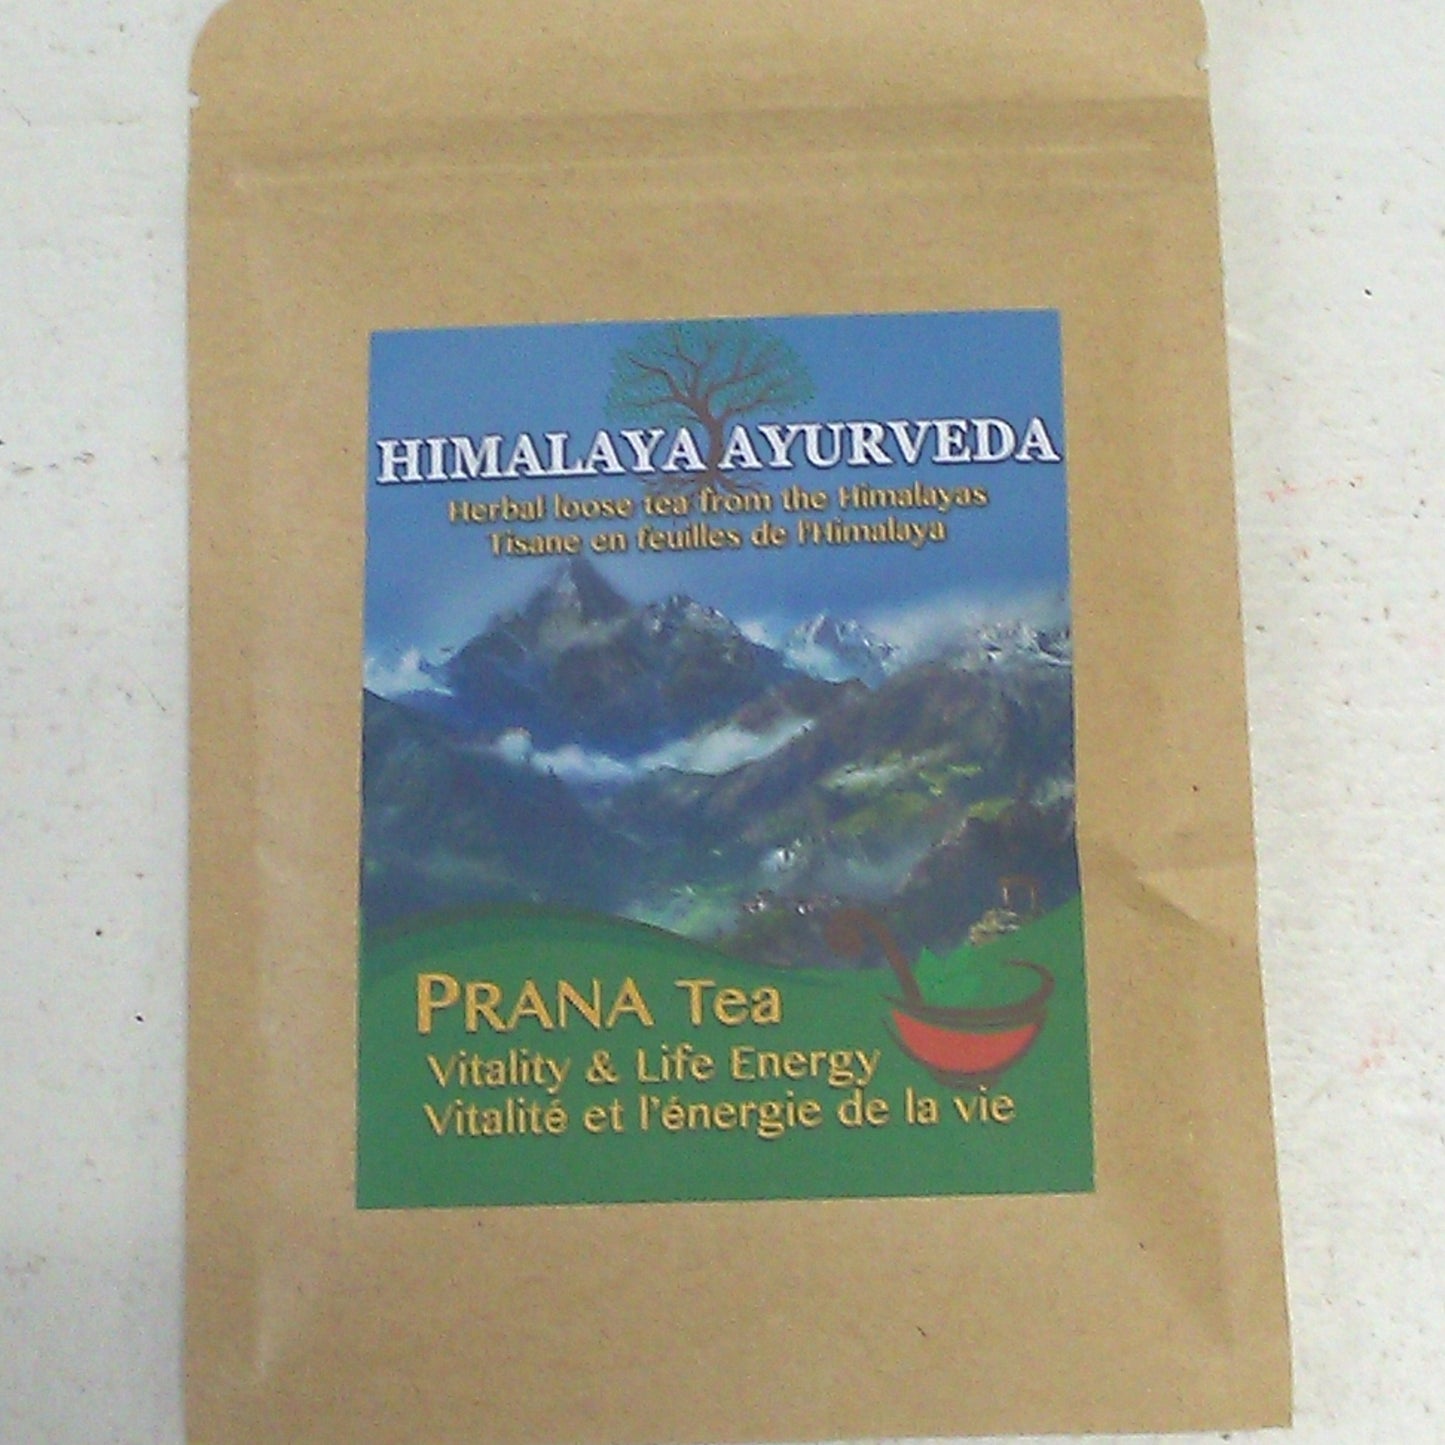 HIMALAYA AYURVEDA
Herbal loose tea from the Himalayas
Tisane en feuilles de l'Himalaya
PRANA Tea
Vitality & Life Energy
Vitalité et l'énergie de la vie